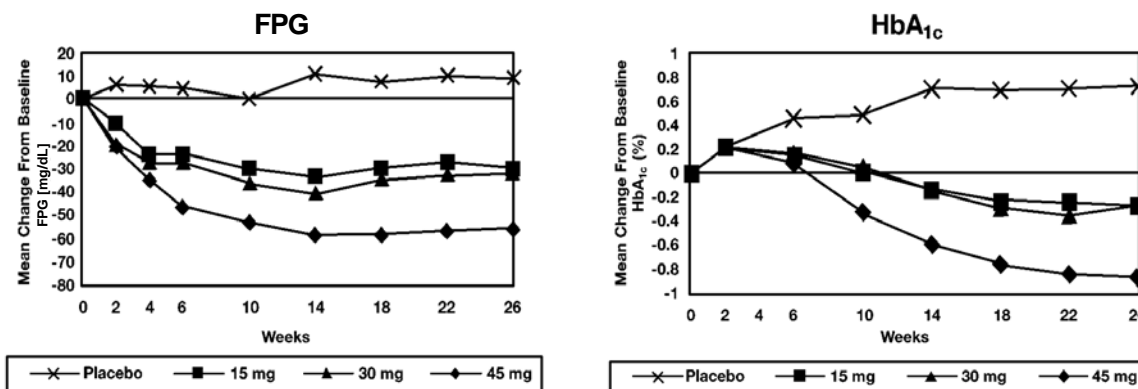 FPG
Mean Change From Baseline
FPG [mg/dL]
20
10
0
-10
-20
-30
-40
-50
-60
-70
-80
0 2 4 6 10 14 18 22 26
Weeks
Placebo 15 mg 30 mg 45 mg
HbA1c
Mean Change From Baseline
HbA1c (%)
1
0.8
0.6
0.4
0.2
0
-0.2
-0.4
-0.6
-0.8
-1
0 2 4 6 10 14 18 22
Weeks
Placebo 15 mg 30 mg 45 mg